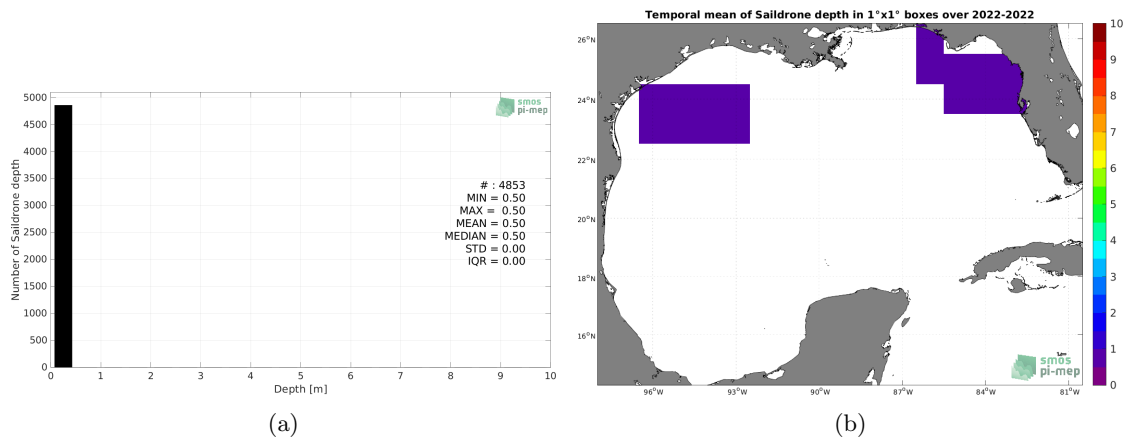 5000
4500
4000
3500
3000
2500
2000
1500
1000
500
0
Number of Saildrone depth
smos
pi-mep
# : 4853
MIN = 0.50
MAX = 0.50
MEAN = 0.50
MEDIAN = 0.50
STD = 0.00
IQR = 0.00
0 1 2 3 4 5 6 7 8 9 10
Depth [m]
(a)
Temporal mean of Saildrone depth in 1°x1° boxes over 2022-2022
26°N
24°N
22°N
20°N
18°N
16°N
96°W 93°W 90°W 87°W 84°W 81°W
smos
pi-mep
10
9
8
7
6
5
4
3
2
1
0
(b)